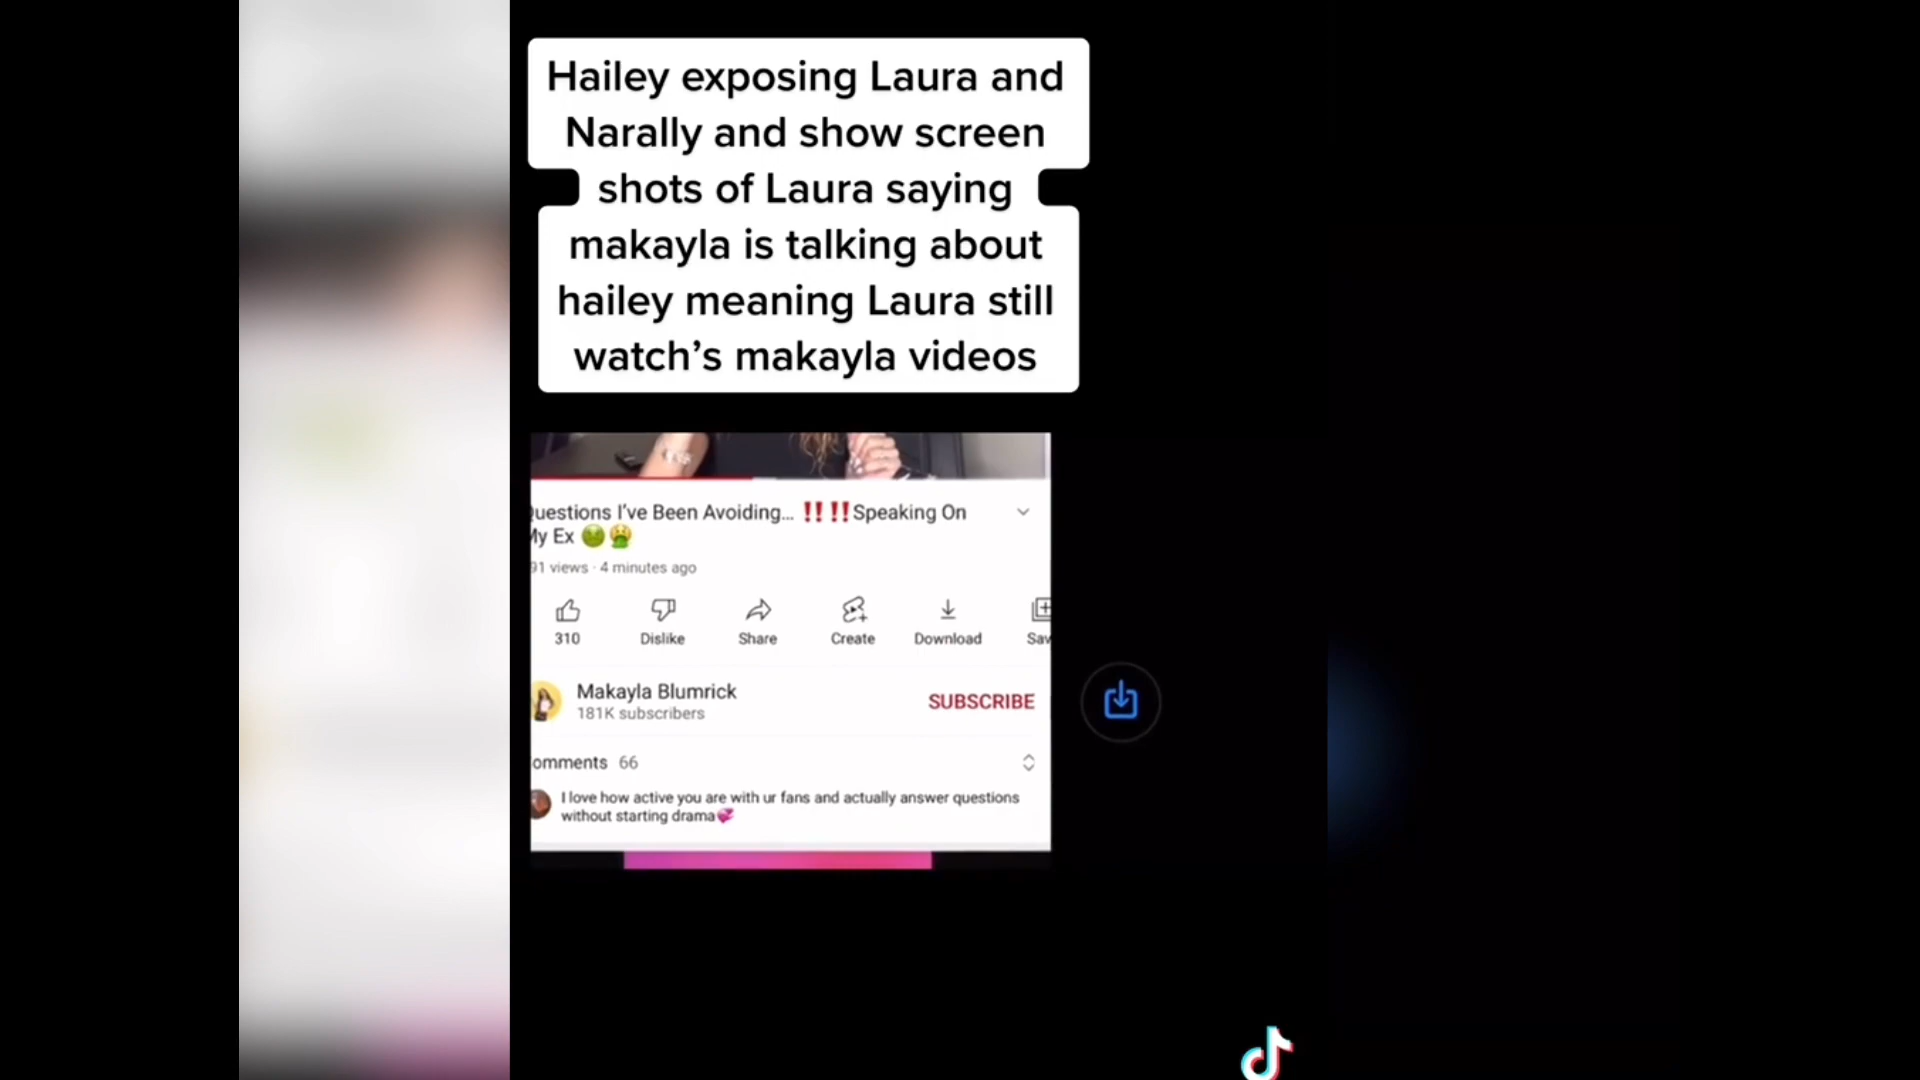 Hailey exposing Laura and
Narally and show screen
shots of Laura saying
makayla is talking about
hailey meaning Laura still
watch’s makayla videos
uestions I’ve Been Avoiding... ‼️ ‼️Speaking On
My Ex 🤢🤮
91 views · 4 minutes ago
310
Dislike
Share
Create
Download
Sav
Makayla Blumrick
181K subscribers
SUBSCRIBE
omments 66
I love how active you are with ur fans and actually answer questions
without starting drama💞